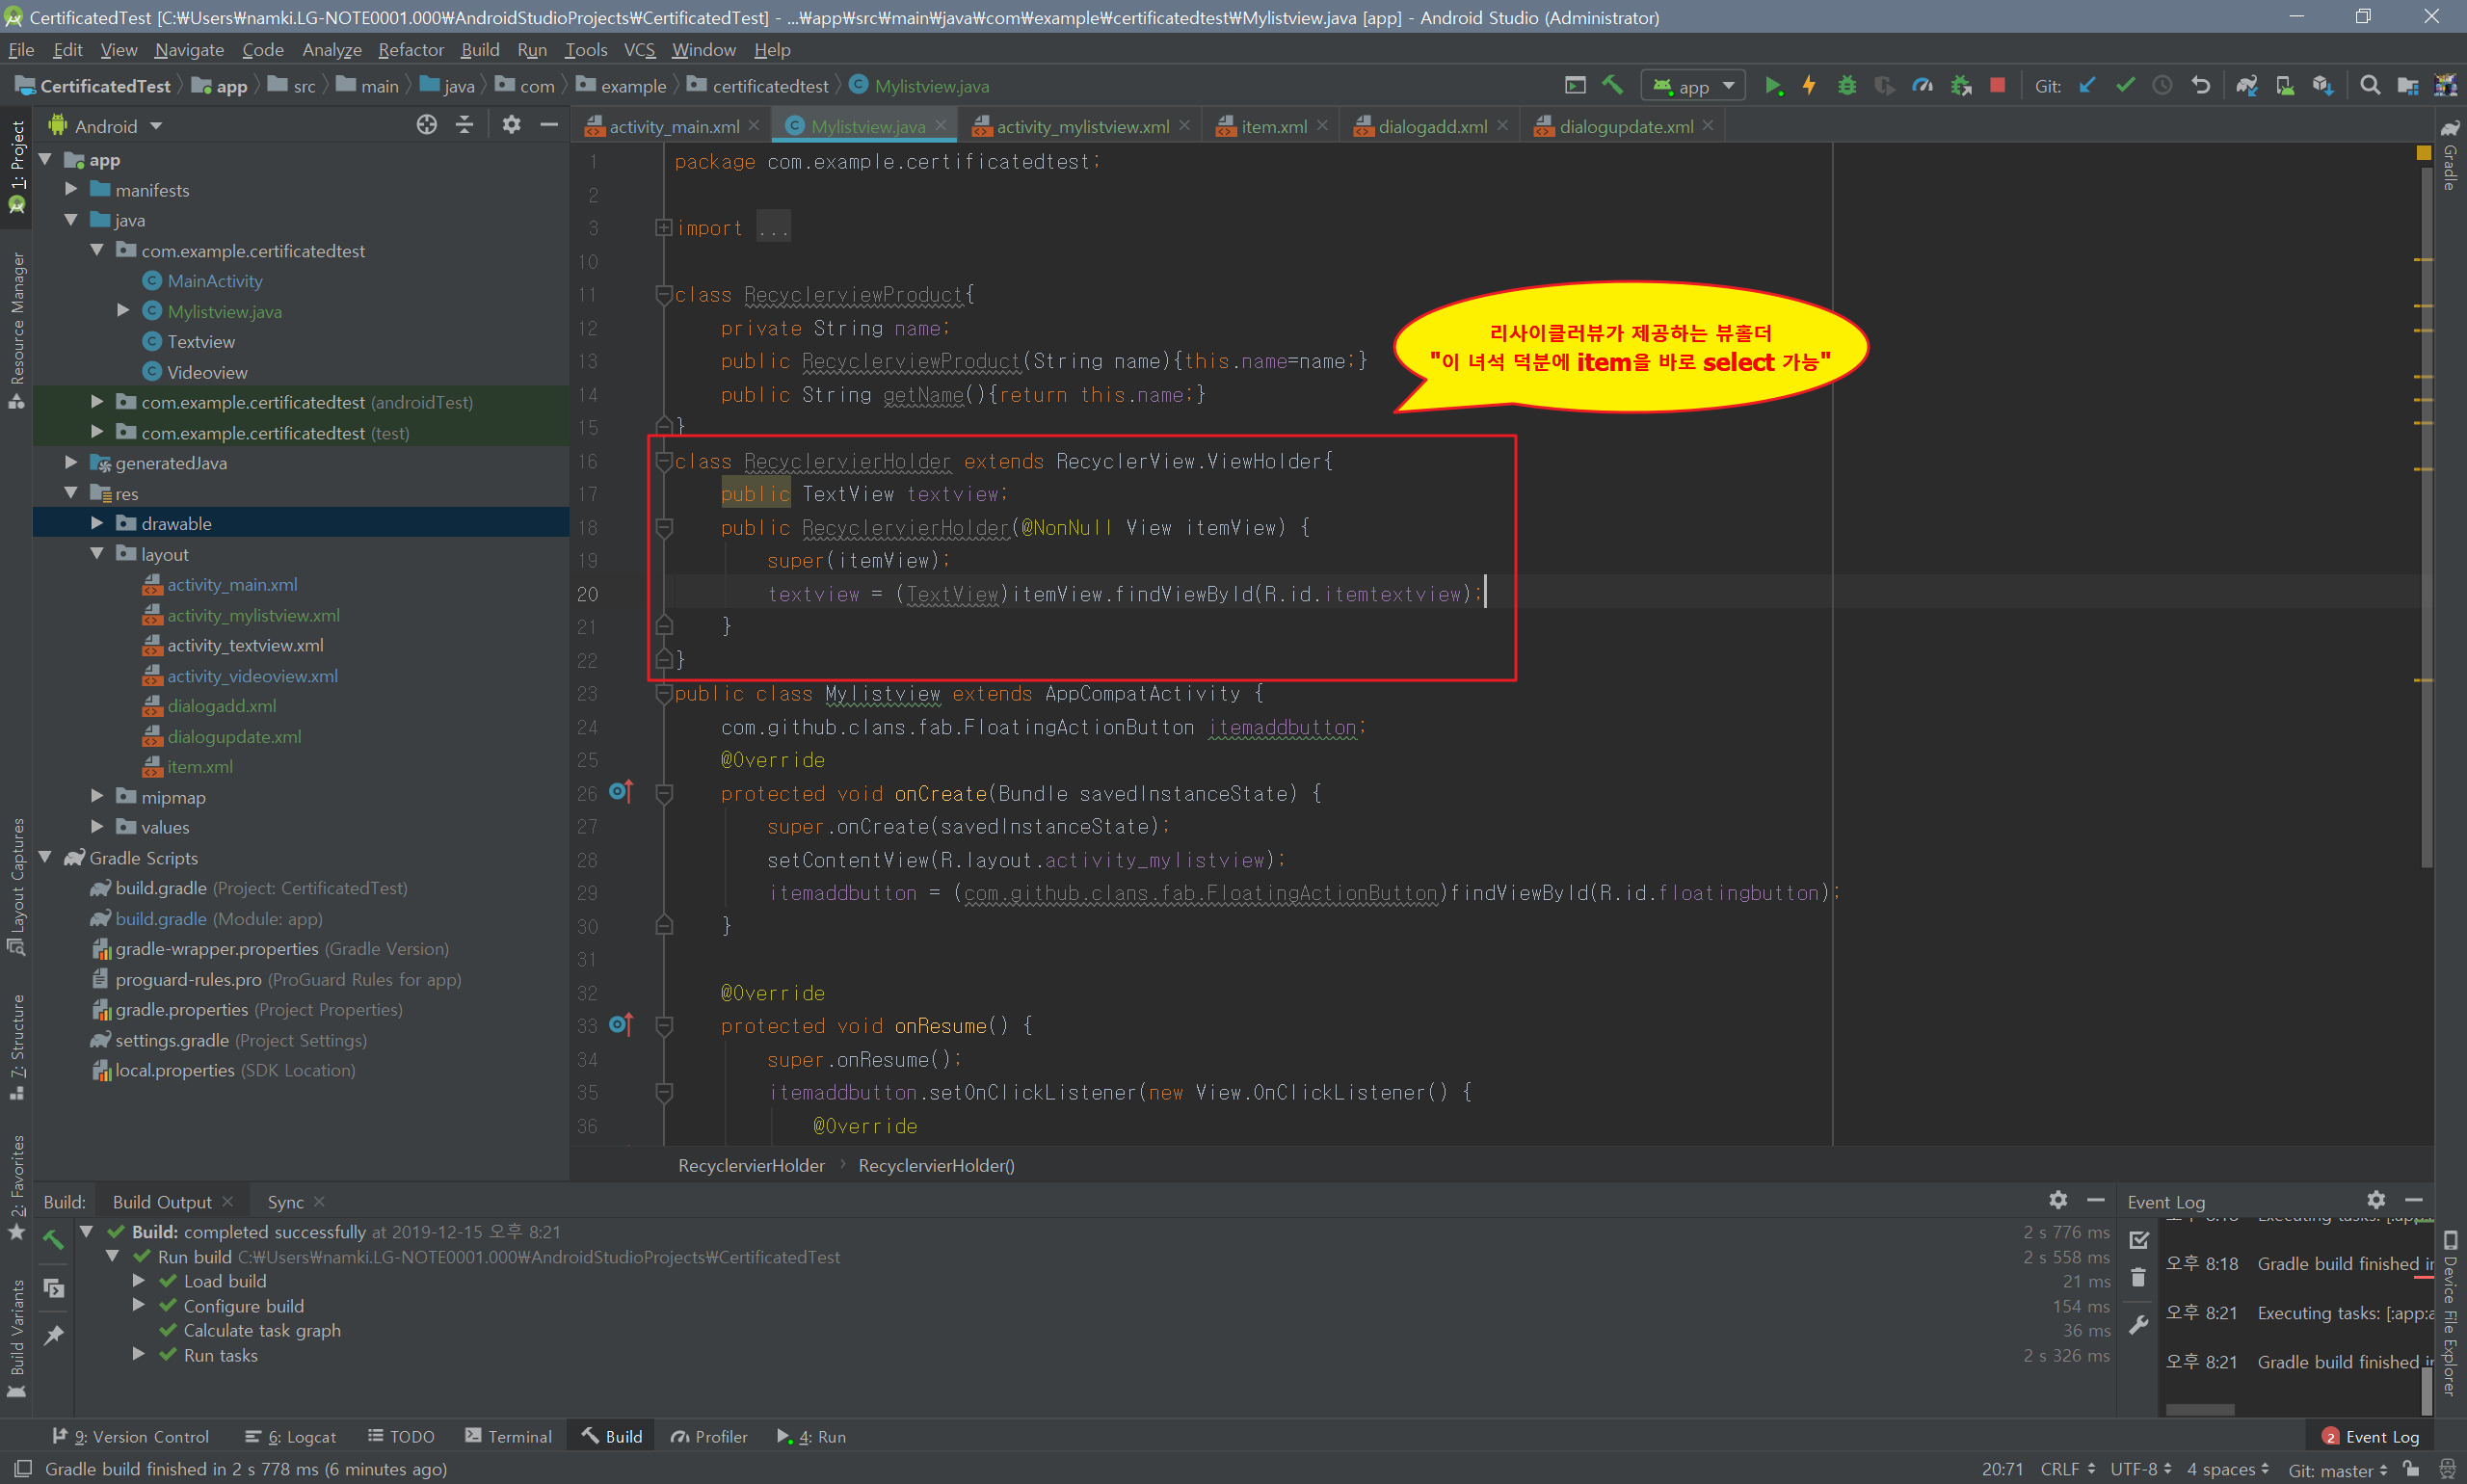 CertificatedTest [C:₩Users₩namki.LG-NOTE0001.000₩AndroidStudioProjects₩CertificatedTest] - ...₩app₩src₩main₩java₩com₩example₩certificatedtest₩Mylistview.java [app] - Android Studio (Administrator)
File Edit View Navigate Code Analyze Refactor Build Run Tools VCS Window Help
CertificatedTest app src main java com example certificatedtest Mylistview.java
app
Git:
Android
activity_main.xml Mylistview.java activity_mylistview.xml item.xml dialogadd.xml dialogupdate.xml
1: Project
Resource Manager
Layout Captures
7: Structure
2: Favorites
Build Variants
app
manifests
java
com.example.certificatedtest
MainActivity
Mylistview.java
Textview
Videoview
com.example.certificatedtest (androidTest)
com.example.certificatedtest (test)
generatedJava
res
drawable
layout
activity_main.xml
activity_mylistview.xml
activity_textview.xml
activity_videoview.xml
dialogadd.xml
dialogupdate.xml
item.xml
mipmap
values
Gradle Scripts
build.gradle (Project: CertificatedTest)
build.gradle (Module: app)
gradle-wrapper.properties (Gradle Version)
proguard-rules.pro (ProGuard Rules for app)
gradle.properties (Project Properties)
settings.gradle (Project Settings)
local.properties (SDK Location)
1 package com.example.certificatedtest;
2
3 import ...
10
11 class RecyclerviewProduct{
12 private String name;
13 public RecyclerviewProduct(String name){this.name=name;}
14 public String getName(){return this.name;}
15 }
16 class RecyclervierHolder extends RecyclerView.ViewHolder{
17 public TextView textview;
18 public RecyclervierHolder(@NonNull View itemView) {
19 super(itemView);
20 textview = (TextView)itemView.findViewById(R.id.itemtextview);
21 }
22 }
23 public class Mylistview extends AppCompatActivity {
24 com.github.clans.fab.FloatingActionButton itemaddbutton;
25 @Override
26 protected void onCreate(Bundle savedInstanceState) {
27 super.onCreate(savedInstanceState);
28 setContentView(R.layout.activity_mylistview);
29 itemaddbutton = (com.github.clans.fab.FloatingActionButton)findViewById(R.id.floatingbutton);
30 }
31
32 @Override
33 protected void onResume() {
34 super.onResume();
35 itemaddbutton.setOnClickListener(new View.OnClickListener() {
36 @Override
리사이클러뷰가 제공하는 뷰홀더
"이 녀석 덕분에 item을 바로 select 가능"
RecyclervierHolder RecyclervierHolder()
Gradle
Device File Explorer
Build: Build Output Sync
Build: completed successfully at 2019-12-15 오후 8:21 2 s 776 ms
Run build C:₩Users₩namki.LG-NOTE0001.000₩AndroidStudioProjects₩CertificatedTest 2 s 558 ms
Load build 21 ms
Configure build 154 ms
Calculate task graph 36 ms
Run tasks 2 s 326 ms
Event Log
오후 8:18 Gradle build finished
오후 8:21 Executing tasks: [:app:
오후 8:21 Gradle build finished
9: Version Control 6: Logcat TODO Terminal Build Profiler 4: Run 2 Event Log
Gradle build finished in 2 s 778 ms (6 minutes ago) 20:71 CRLF UTF-8 4 spaces Git: master